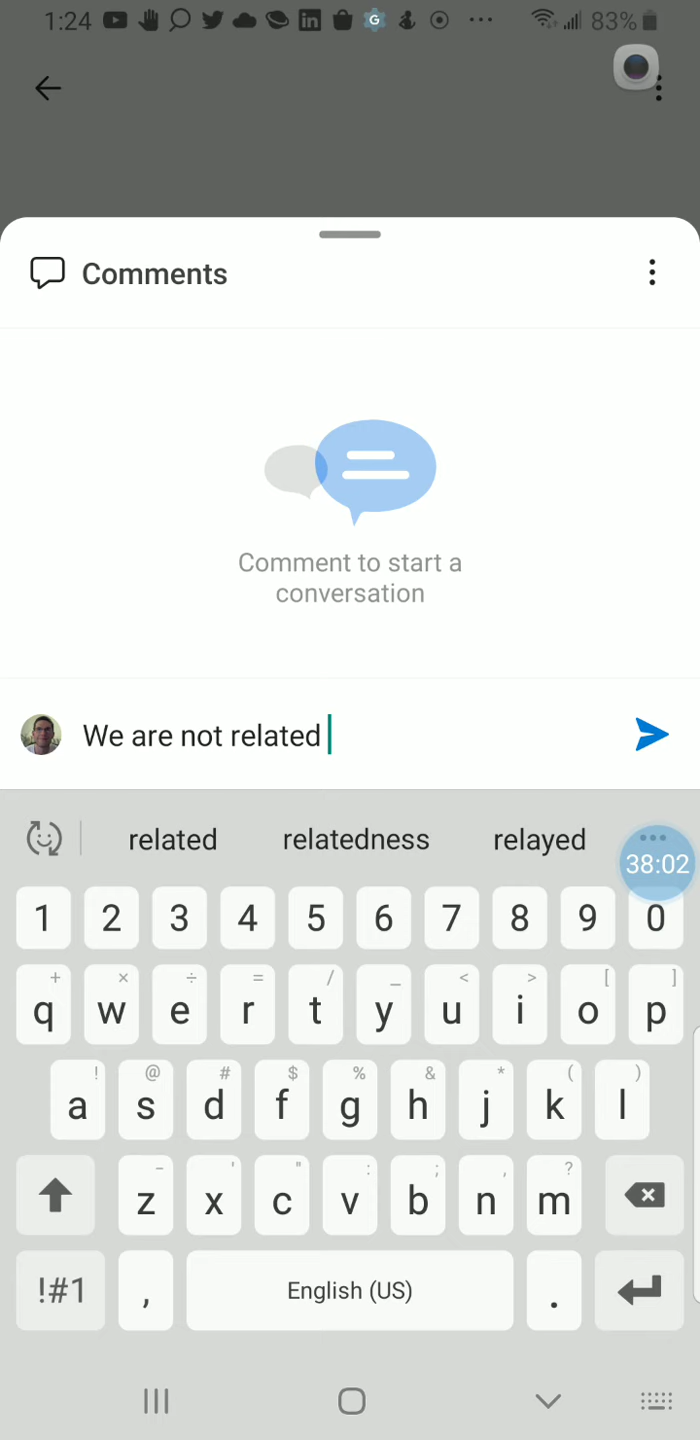 1:24 83%
Comments
Comment to start a
conversation
We are not related
related relatedness relayed
38:02
1 2 3 4 5 6 7 8 9 0
+ × ÷ = / _ < > [ ]
q w e r t y u i o p
! @ # $ % & * ( )
a s d f g h j k l
- ' " : ; , ?
z x c v b n m
!#1 , English (US) .